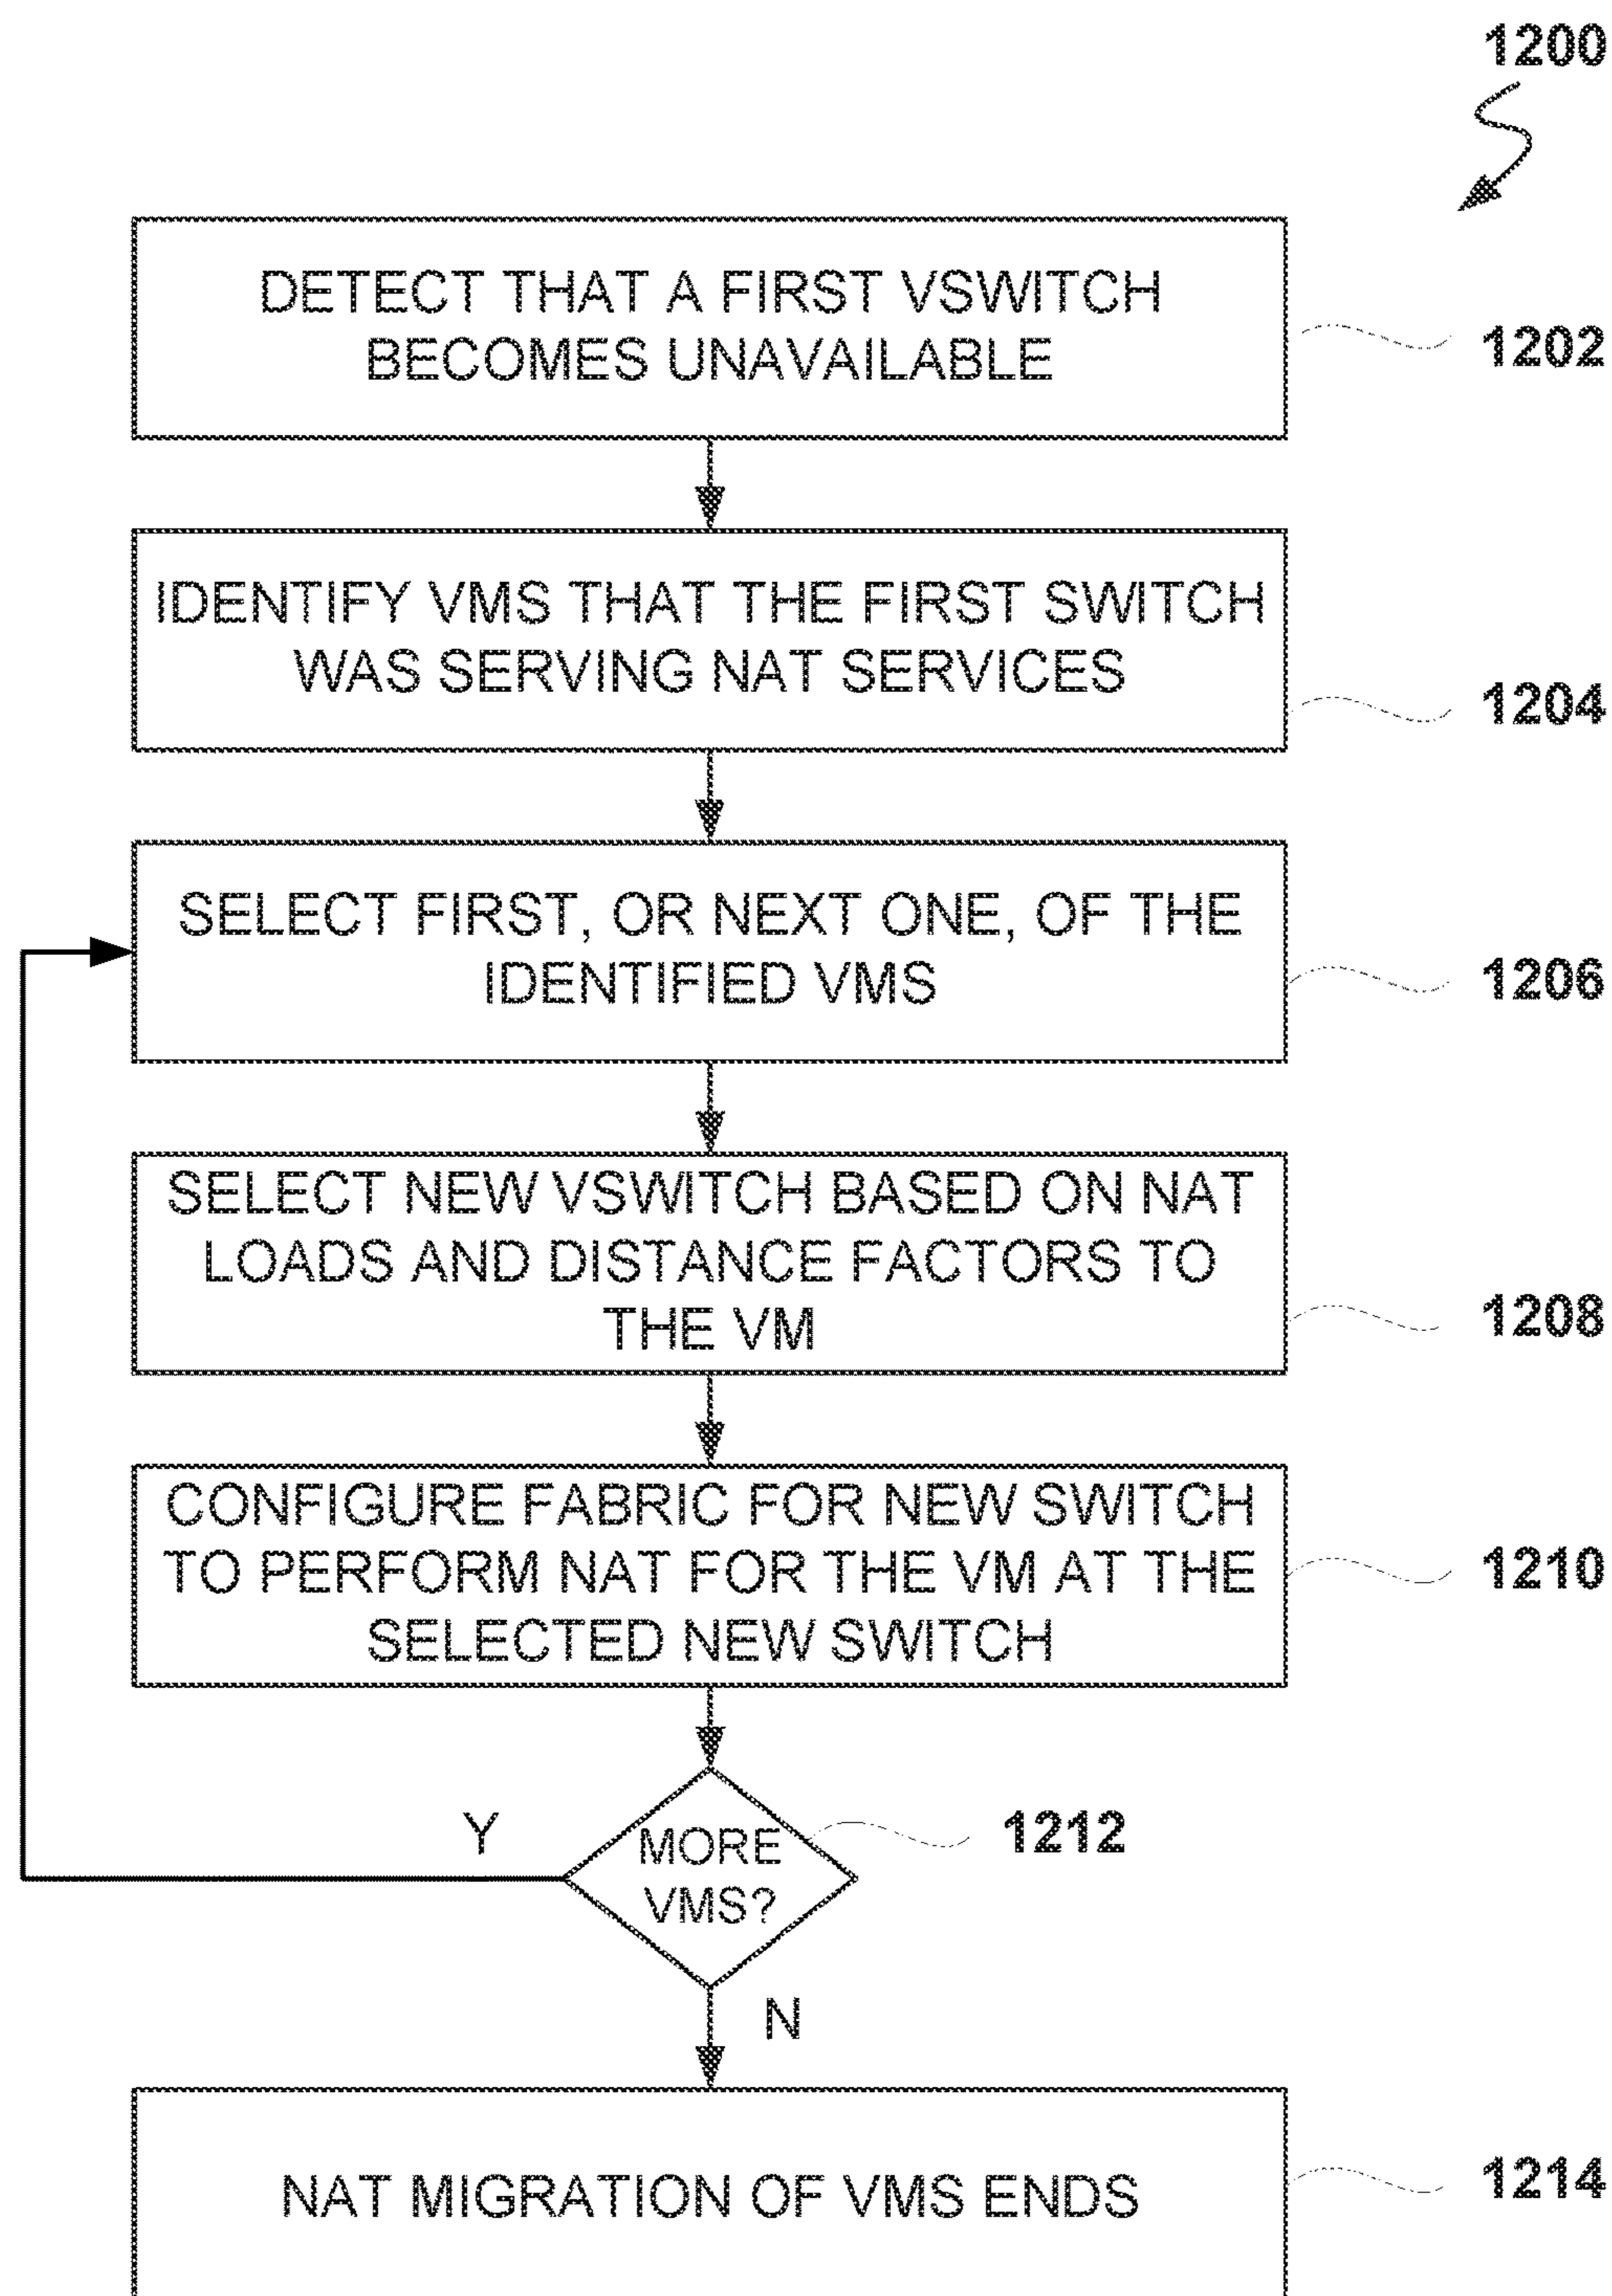 1200
DETECT THAT A FIRST VSWITCH
BECOMES UNAVAILABLE
1202
IDENTIFY VMS THAT THE FIRST SWITCH
WAS SERVING NAT SERVICES
1204
SELECT FIRST, OR NEXT ONE, OF THE
IDENTIFIED VMS
1206
SELECT NEW VSWITCH BASED ON NAT
LOADS AND DISTANCE FACTORS TO
THE VM
1208
CONFIGURE FABRIC FOR NEW SWITCH
TO PERFORM NAT FOR THE VM AT THE
SELECTED NEW SWITCH
1210
Y
MORE
VMS?
1212
N
NAT MIGRATION OF VMS ENDS
1214